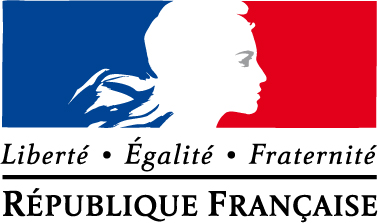 Liberté • Égalité • Fraternité
RÉPUBLIQUE FRANÇAISE